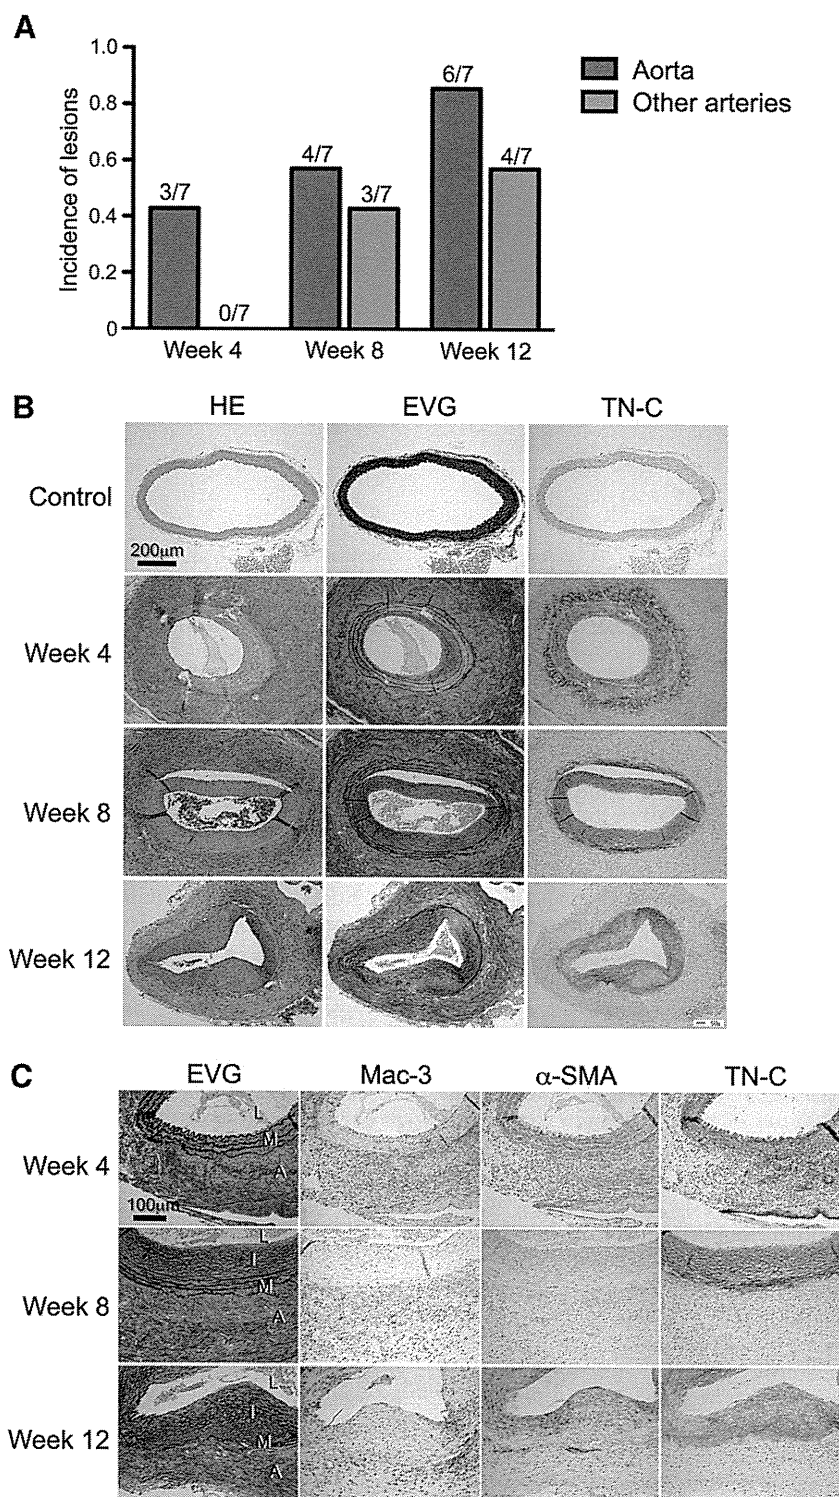 A
Incidence of lesions
1.0
0.8
0.6
0.4
0.2
0
3/7
0/7
4/7
3/7
6/7
4/7
Week 4
Week 8
Week 12
Aorta
Other arteries
B
HE
EVG
TN-C
Control
200µm
Week 4
Week 8
Week 12
C
EVG
Mac-3
α-SMA
TN-C
Week 4
L
M
I
A
100µm
Week 8
L
I
M
A
Week 12
L
I
M
A